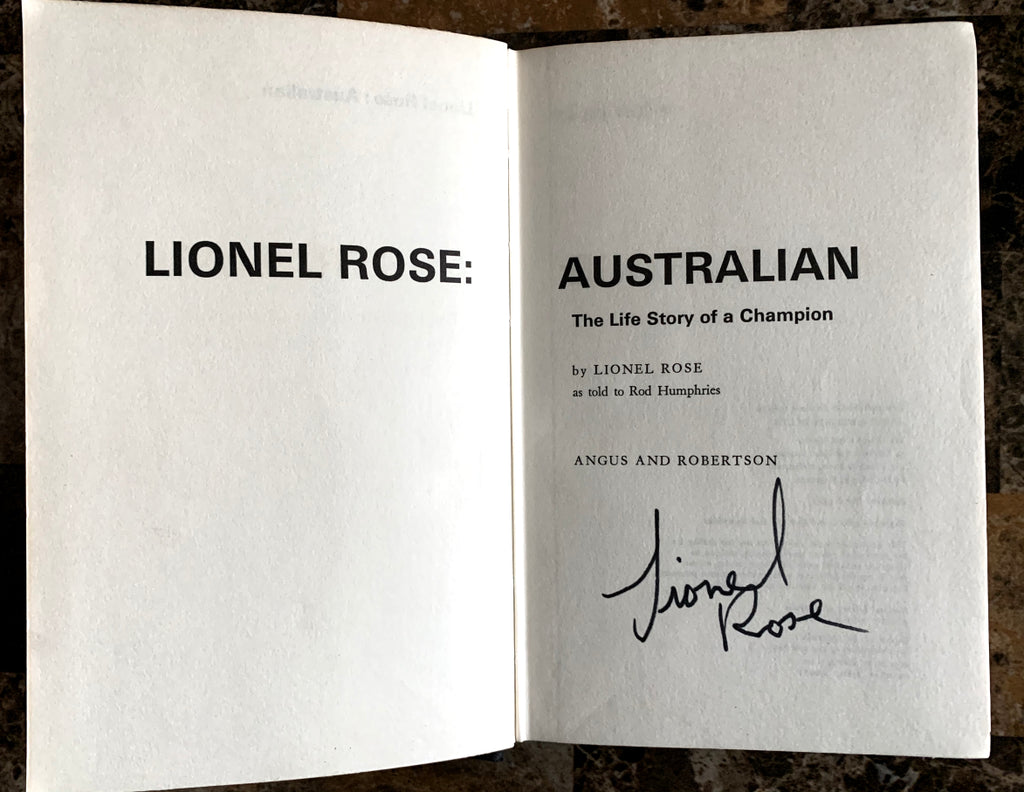 LIONEL ROSE: AUSTRALIAN
The Life Story of a Champion
by LIONEL ROSE
as told to Rod Humphries
ANGUS AND ROBERTSON
Lionel
Rose